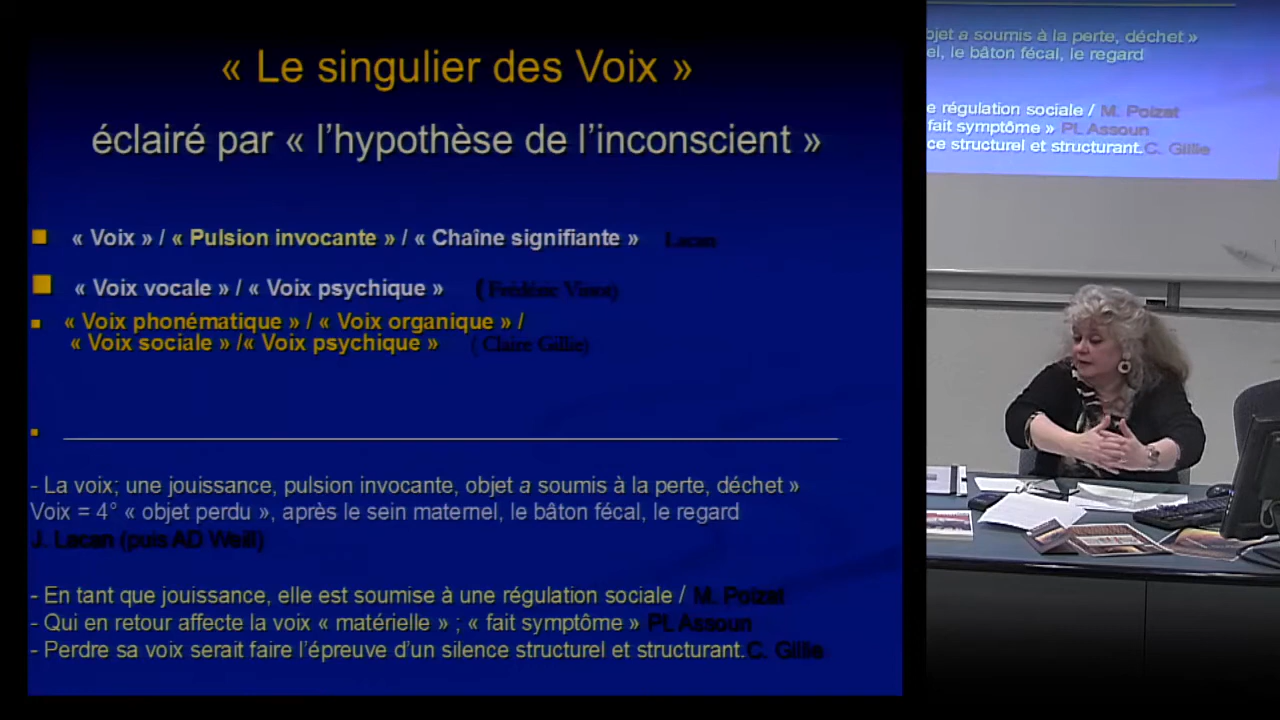 « Le singulier des Voix »
éclairé par « l’hypothèse de l’inconscient »
« Voix » / « Pulsion invocante » / « Chaîne signifiante » Lacan
« Voix vocale » / « Voix psychique » ( Frédéric Vinot)
« Voix phonématique » / « Voix organique » /
« Voix sociale » /« Voix psychique » ( Claire Gillie)
- La voix; une jouissance, pulsion invocante, objet a soumis à la perte, déchet »
Voix = 4° « objet perdu », après le sein maternel, le bâton fécal, le regard
J. Lacan (puis AD Weill)
- En tant que jouissance, elle est soumise à une régulation sociale / M. Poizat
- Qui en retour affecte la voix « matérielle » ; « fait symptôme » PL Assoun
- Perdre sa voix serait faire l’épreuve d’un silence structurel et structurant.C. Gillie
bjet a soumis à la perte, déchet »
el, le bâton fécal, le regard
e régulation sociale / M. Poizat
fait symptôme » PL Assoun
ce structurel et structurant.C. Gillie